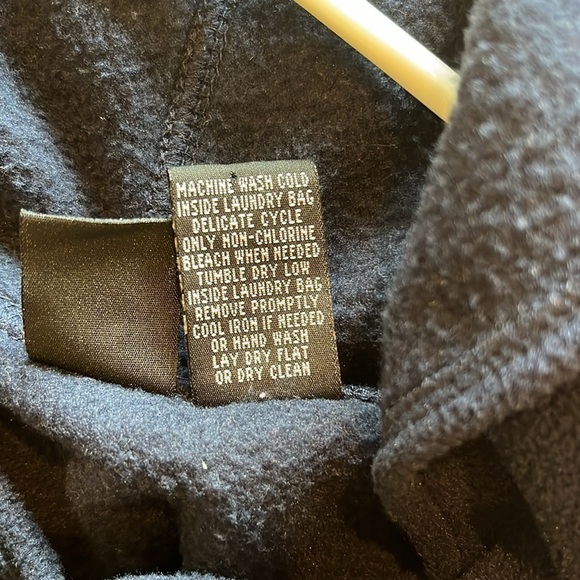 MACHINE WASH COLD
INSIDE LAUNDRY BAG
DELICATE CYCLE
ONLY NON-CHLORINE
BLEACH WHEN NEEDED
TUMBLE DRY LOW
INSIDE LAUNDRY BAG
REMOVE PROMPTLY
COOL IRON IF NEEDED
OR HAND WASH
LAY DRY FLAT
OR DRY CLEAN